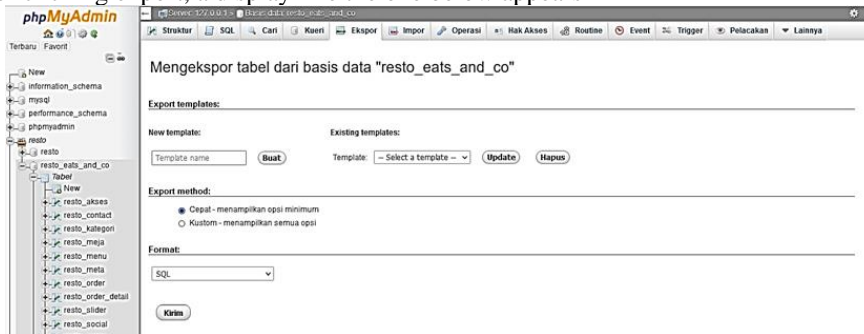 phpMyAdmin
Terbaru Favorit
New
information_schema
mysql
performance_schema
phpmyadmin
resto
resto
resto_eats_and_co
Tabel
New
resto_akses
resto_contact
resto_kategori
resto_meja
resto_menu
resto_meta
resto_order
resto_order_detail
resto_slider
resto_social
Server: 127.0.0.1 » Basis data: resto_eats_and_co
Struktur SQL Cari Kueri Ekspor Impor Operasi Hak Akses Routine Event Trigger Pelacakan Lainnya
Mengekspor tabel dari basis data "resto_eats_and_co"
Export templates:
New template: Existing templates:
Template name Buat Template: -- Select a template -- Update Hapus
Export method:
Cepat - menampilkan opsi minimum
Kustom - menampilkan semua opsi
Format:
SQL
Kirim